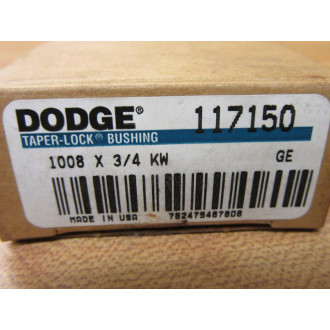 DODGE® 117150
TAPER-LOCK® BUSHING
1008 X 3/4 KW GE
MADE IN USA 782475487808